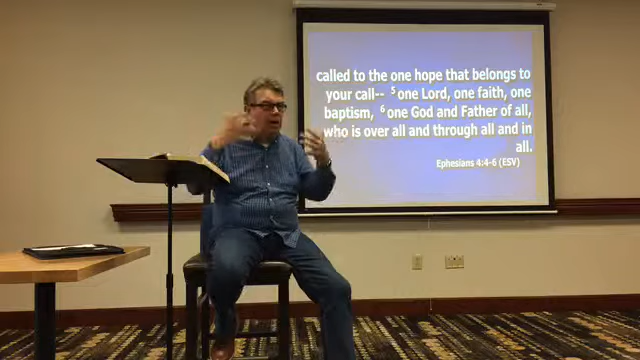 called to the one hope that belongs to
your call-- 5 one Lord, one faith, one
baptism, 6 one God and Father of all,
who is over all and through all and in
all.
Ephesians 4:4-6 (ESV)